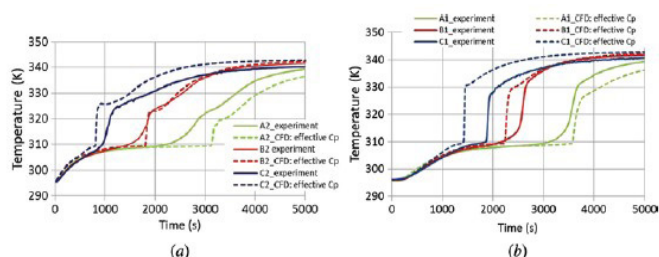 A1_experiment
A1_CFD: effective Cp
B1_experiment
B1_CFD: effective Cp
C1_experiment
C1_CFD: effective Cp
350
340
330
320
310
300
290
Temperature (K)
A2_experiment
A2_CFD: effective Cp
B2 experiment
B2_CFD: effective Cp
C2_experiment
C2_CFD: effective Cp
0 1000 2000 3000 4000 5000
Time (s)
(a)
350
340
330
320
310
300
290
Temperature (K)
0 1000 2000 3000 4000 5000
Time (s)
(b)